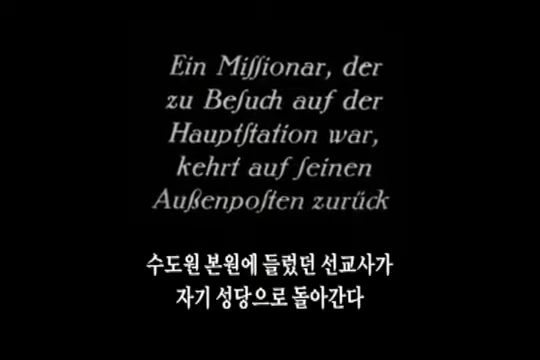 Ein Miſſionar, der
zu Beſuch auf der
Hauptſtation war,
kehrt auf ſeinen
Außenpoſten zurück
수도원 본원에 들렀던 선교사가
자기 성당으로 돌아간다